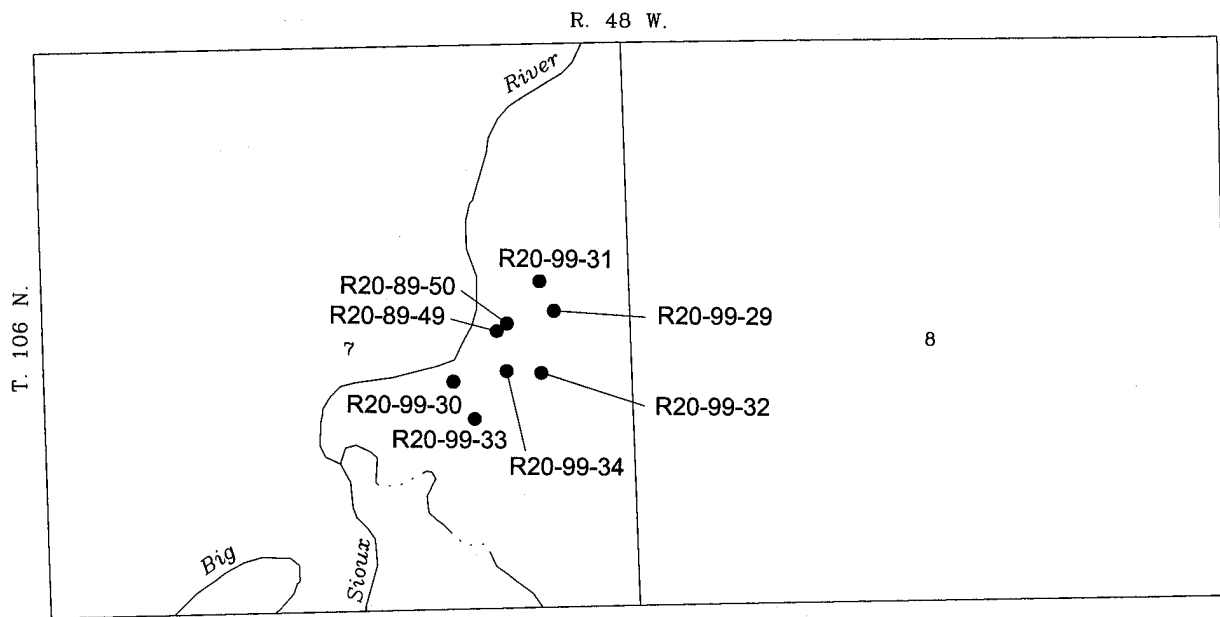 R. 48 W.
River
R20-99-31
R20-89-50
R20-89-49
R20-99-29
7
8
T. 106 N.
R20-99-30
R20-99-32
R20-99-33
R20-99-34
Big
Sioux